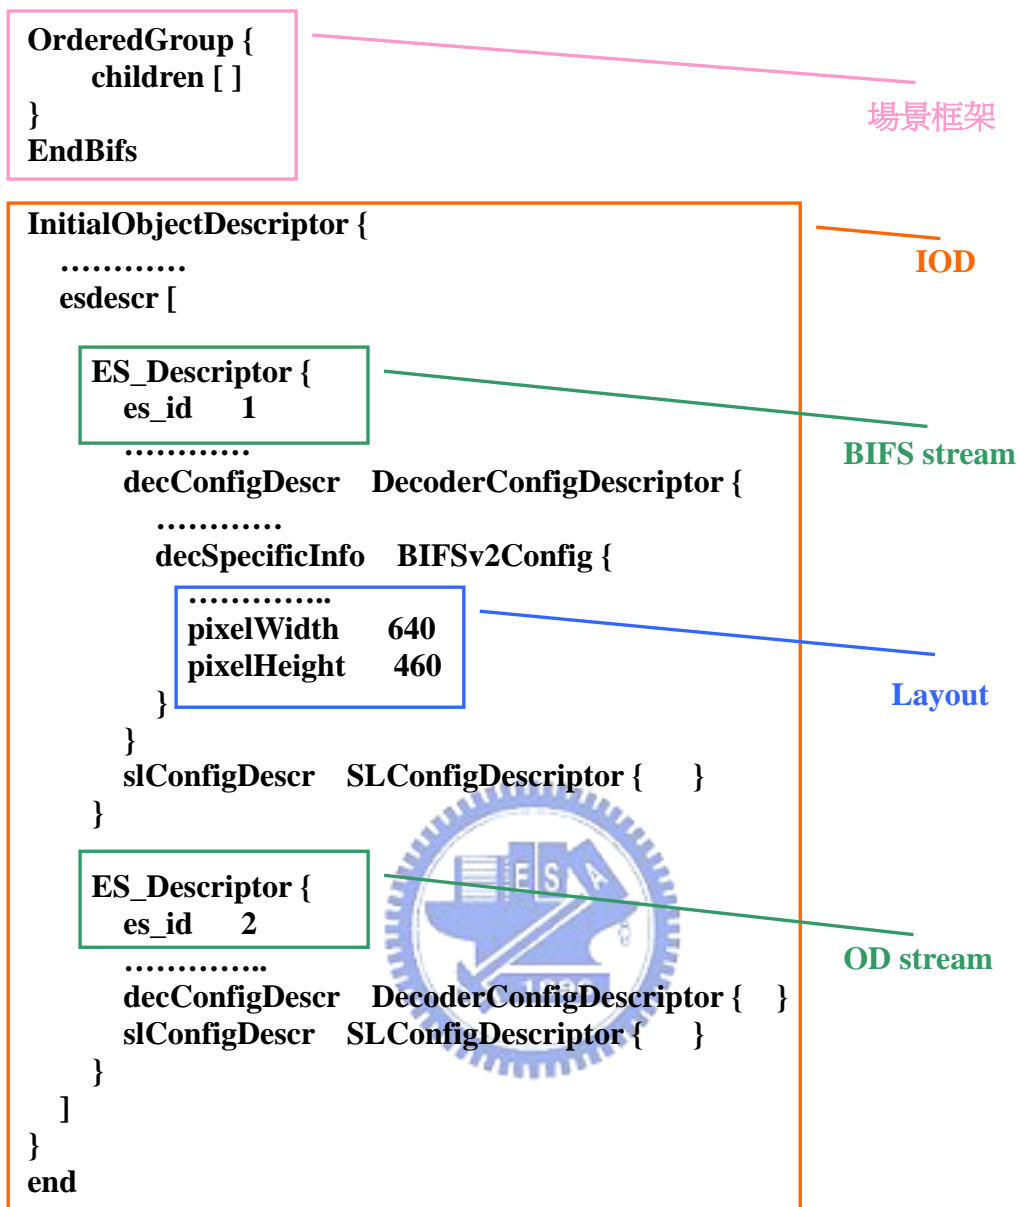 OrderedGroup {
children [ ]
}
EndBifs
場景框架
InitialObjectDescriptor {
…………
IOD
esdescr [
ES_Descriptor {
es_id 1
…………
BIFS stream
decConfigDescr DecoderConfigDescriptor {
…………
decSpecificInfo BIFSv2Config {
…………..
pixelWidth 640
pixelHeight 460
}
Layout
}
slConfigDescr SLConfigDescriptor { }
}
ES_Descriptor {
E S A
es_id 2
…………..
OD stream
decConfigDescr DecoderConfigDescriptor { }
slConfigDescr SLConfigDescriptor { }
}
]
}
end